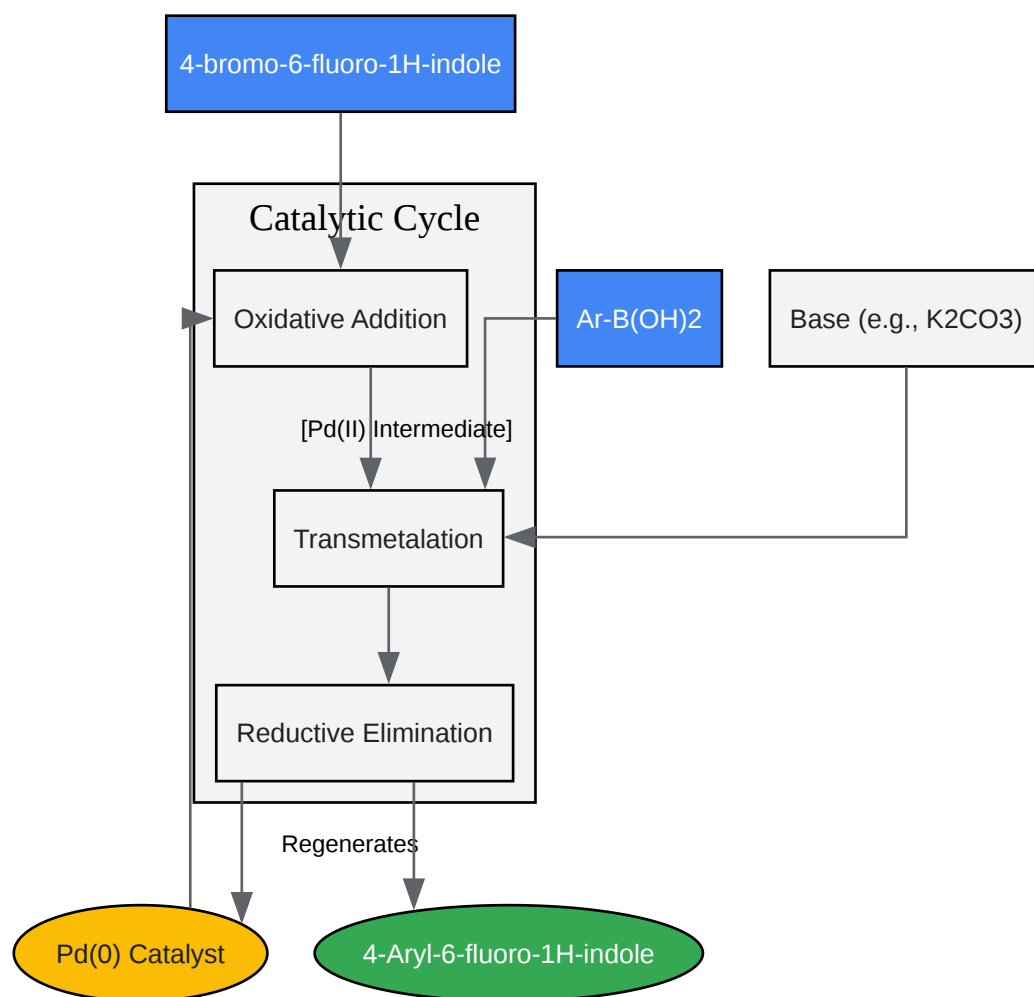 4-bromo-6-fluoro-1H-indole
Catalytic Cycle
Oxidative Addition
Ar-B(OH)2
Base (e.g., K2CO3)
[Pd(II) Intermediate]
Transmetalation
Reductive Elimination
Regenerates
Pd(0) Catalyst
4-Aryl-6-fluoro-1H-indole